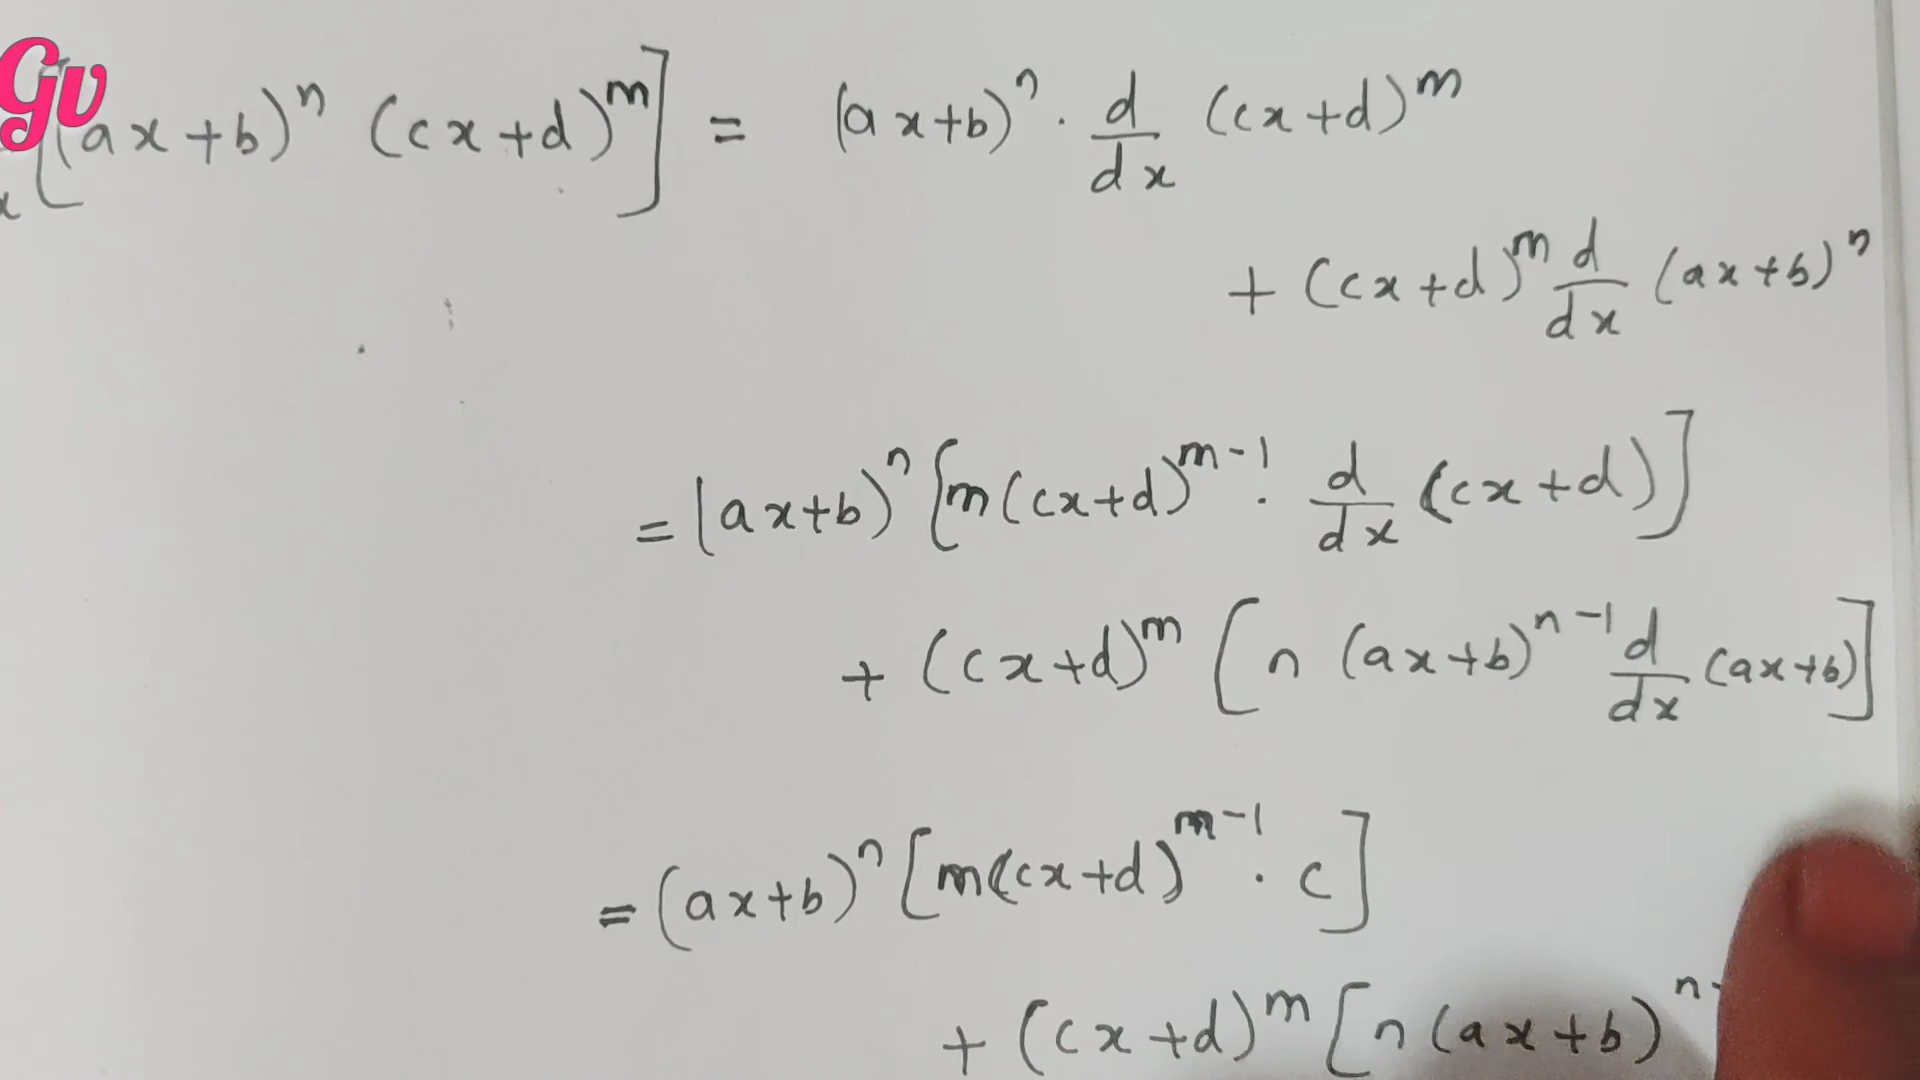 Gv
x[(ax+b)^n (cx+d)^m] = (ax+b)^n · d/dx (cx+d)^m
+ (cx+d)^m d/dx (ax+b)^n
= (ax+b)^n [m(cx+d)^m-1 · d/dx (cx+d)]
+ (cx+d)^m [n (ax+b)^n-1 d/dx (ax+b)]
= (ax+b)^n [m(cx+d)^m-1 · c]
+ (cx+d)^m [n(ax+b)^n-